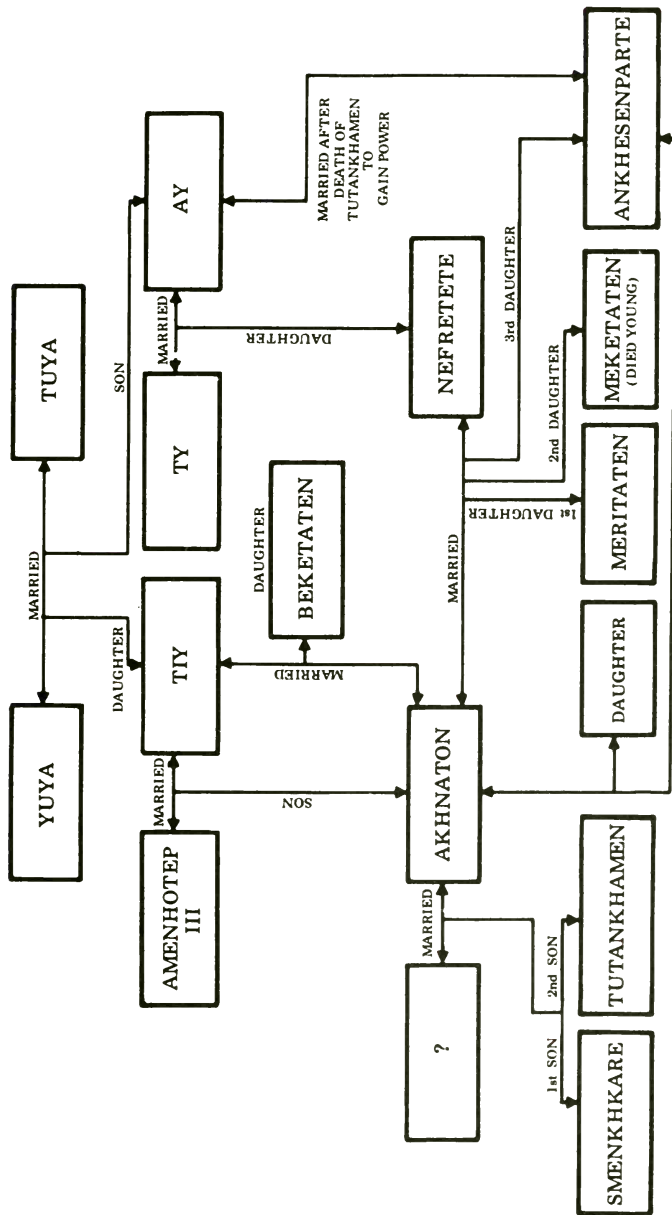 YUYA
MARRIED
TUYA
DAUGHTER
SON
AMENHOTEP
III
MARRIED
TIY
TY
MARRIED
AY
SON
MARRIED
DAUGHTER
BEKETATEN
DAUGHTER
MARRIED AFTER
DEATH OF
TUTANKHAMEN
TO
GAIN POWER
?
MARRIED
AKHNATON
MARRIED
NEFRETETE
1st SON
2nd SON
1st DAUGHTER
2nd DAUGHTER
3rd DAUGHTER
SMENKHKARE
TUTANKHAMEN
DAUGHTER
MERITATEN
MEKETATEN
(DIED YOUNG)
ANKHESENPARTE